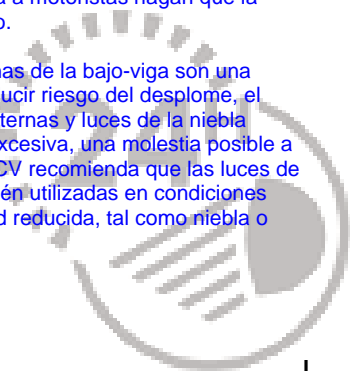 a motoristas hagan que la
o.
nas de la bajo-viga son una
ducir riesgo del desplome, el
ternas y luces de la niebla
xcesiva, una molestia posible a
CV recomienda que las luces de
én utilizadas en condiciones
d reducida, tal como niebla o
24H